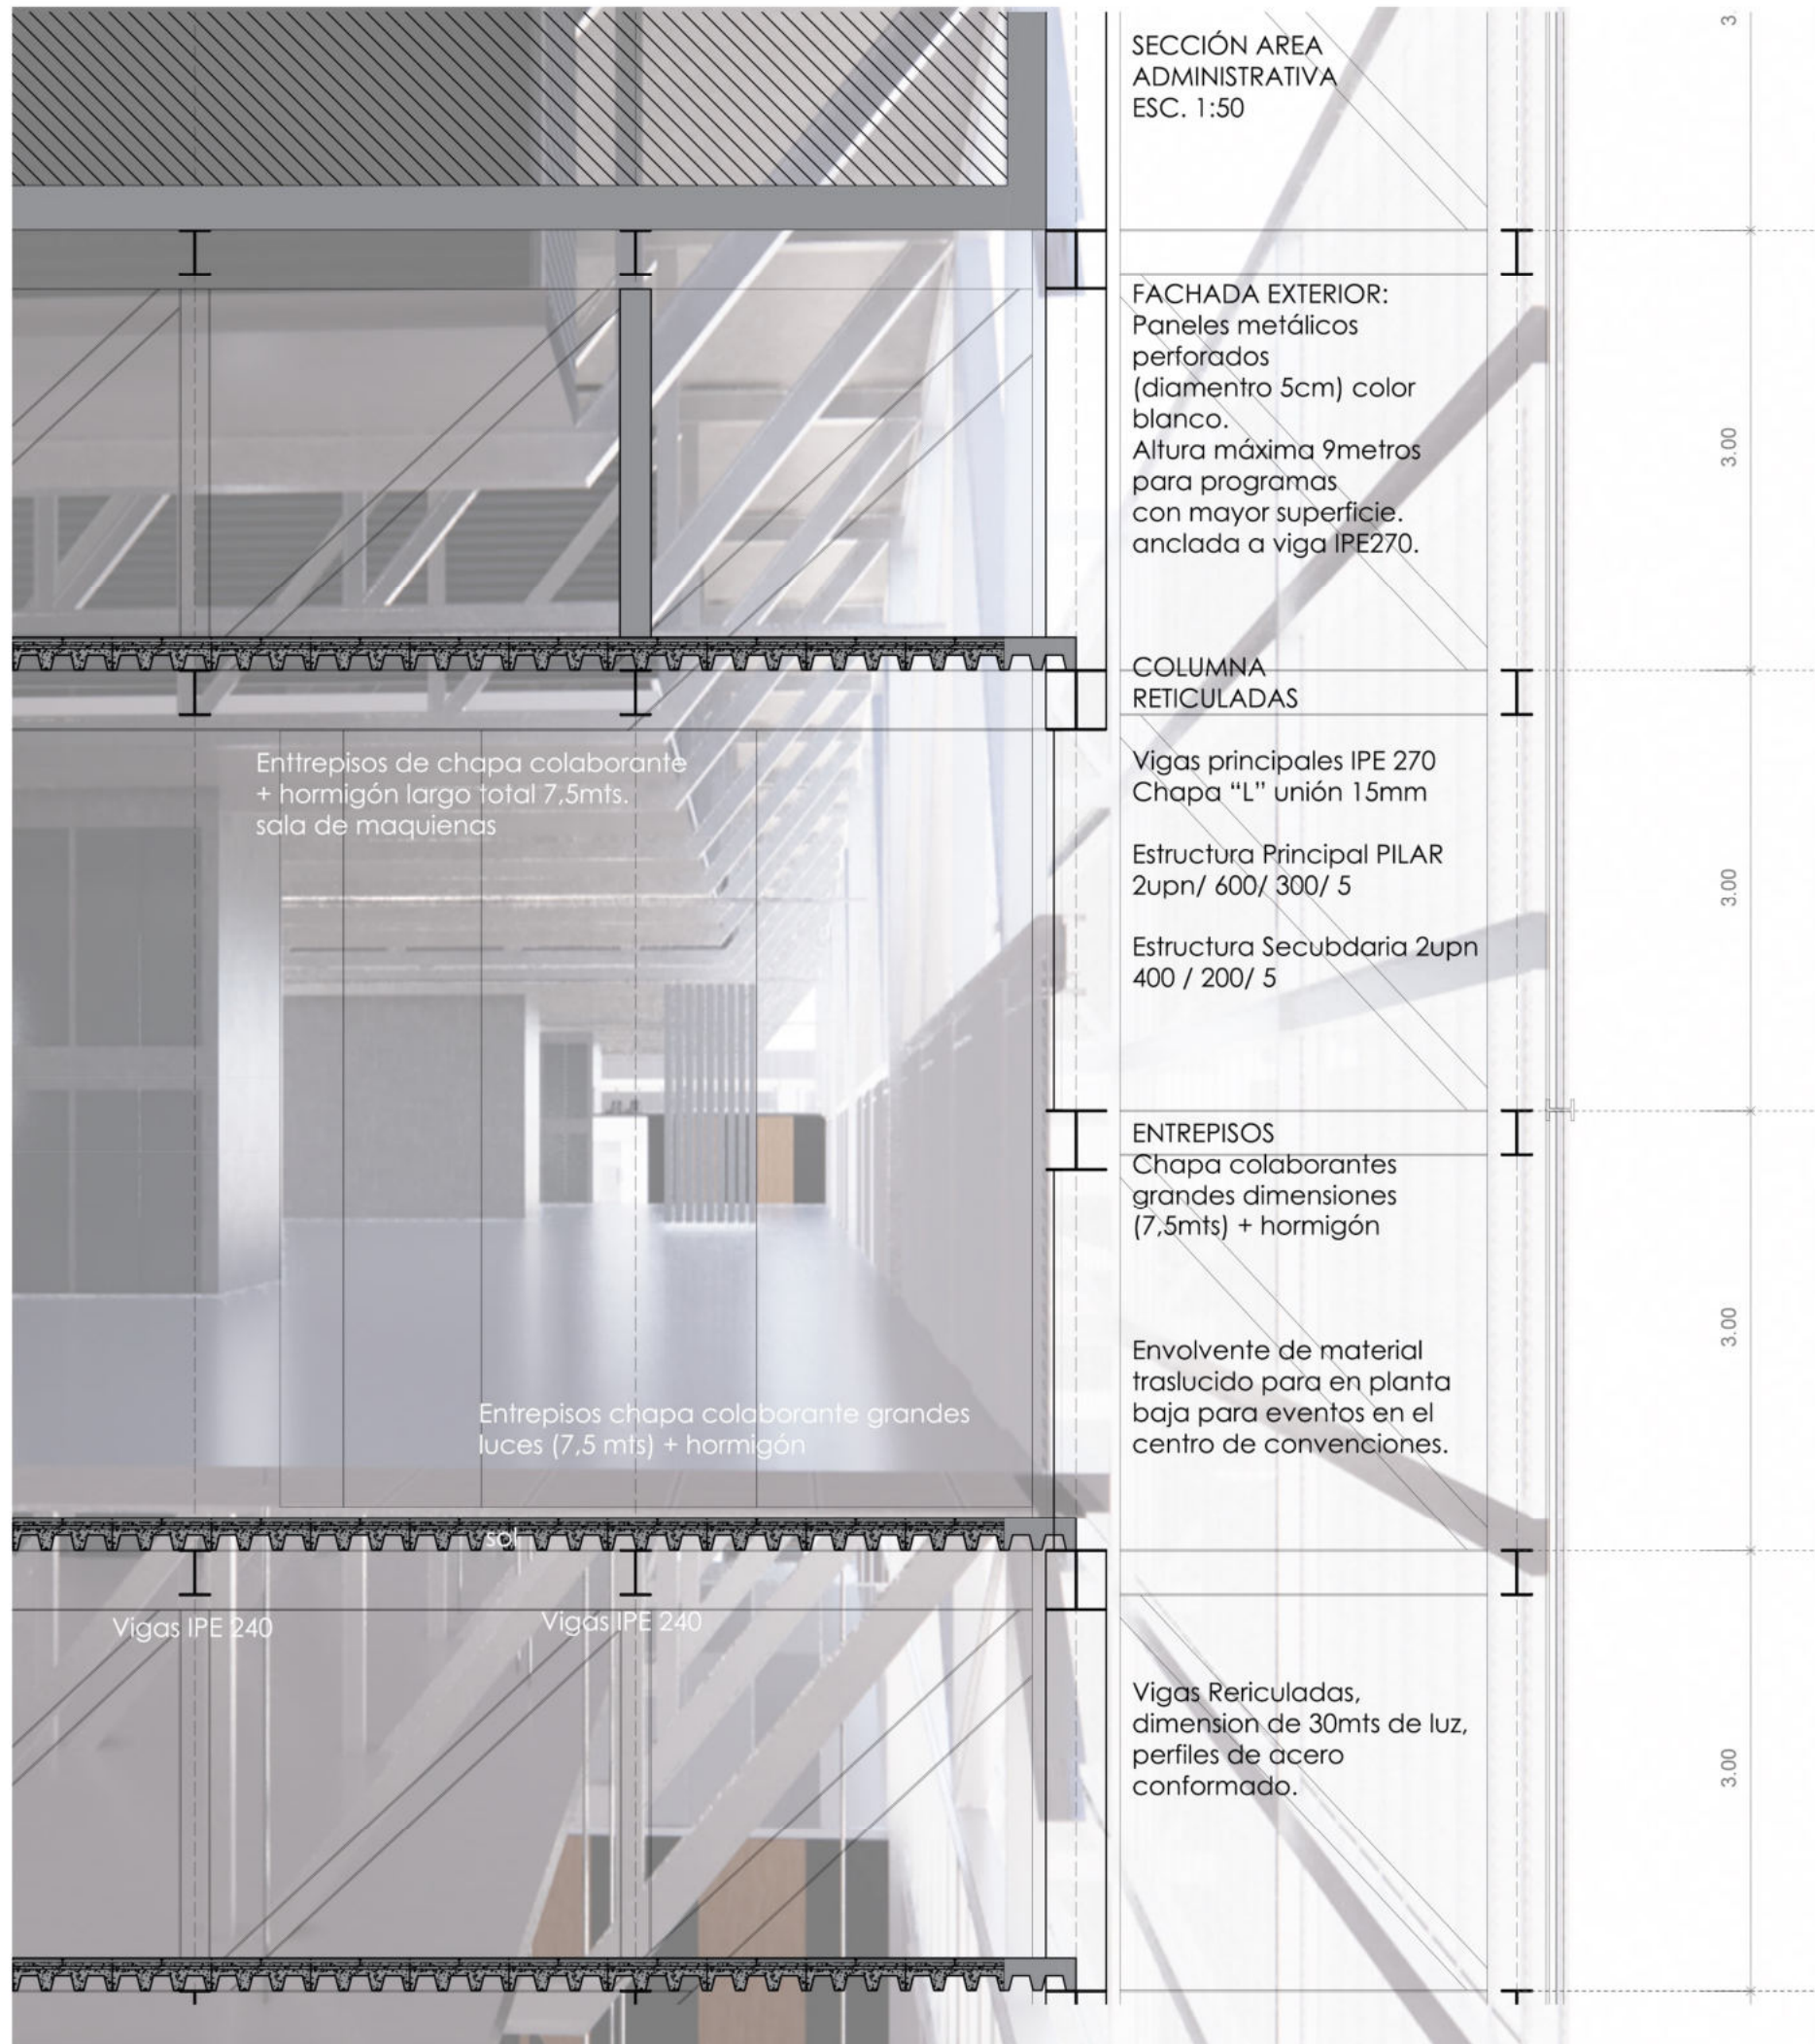 SECCIÓN AREA
ADMINISTRATIVA
ESC. 1:50
3.
FACHADA EXTERIOR:
Paneles metálicos
perforados
(diamentro 5cm) color
blanco.
Altura máxima 9metros
para programas
con mayor superficie.
anclada a viga IPE270.
3.00
COLUMNA
RETICULADAS
Enttrepisos de chapa colaborante
+ hormigón largo total 7,5mts.
sala de maquienas
Vigas principales IPE 270
Chapa “L” unión 15mm
Estructura Principal PILAR
2upn/ 600/ 300/ 5
Estructura Secubdaria 2upn
400 / 200/ 5
3.00
ENTREPISOS
Chapa colaborantes
grandes dimensiones
(7,5mts) + hormigón
3.00
Envolvente de material
traslucido para en planta
baja para eventos en el
centro de convenciones.
Entrepisos chapa colaborante grandes
luces (7,5 mts) + hormigón
sol
Vigas IPE 240
Vigas IPE 240
Vigas Rericuladas,
dimension de 30mts de luz,
perfiles de acero
conformado.
3.00